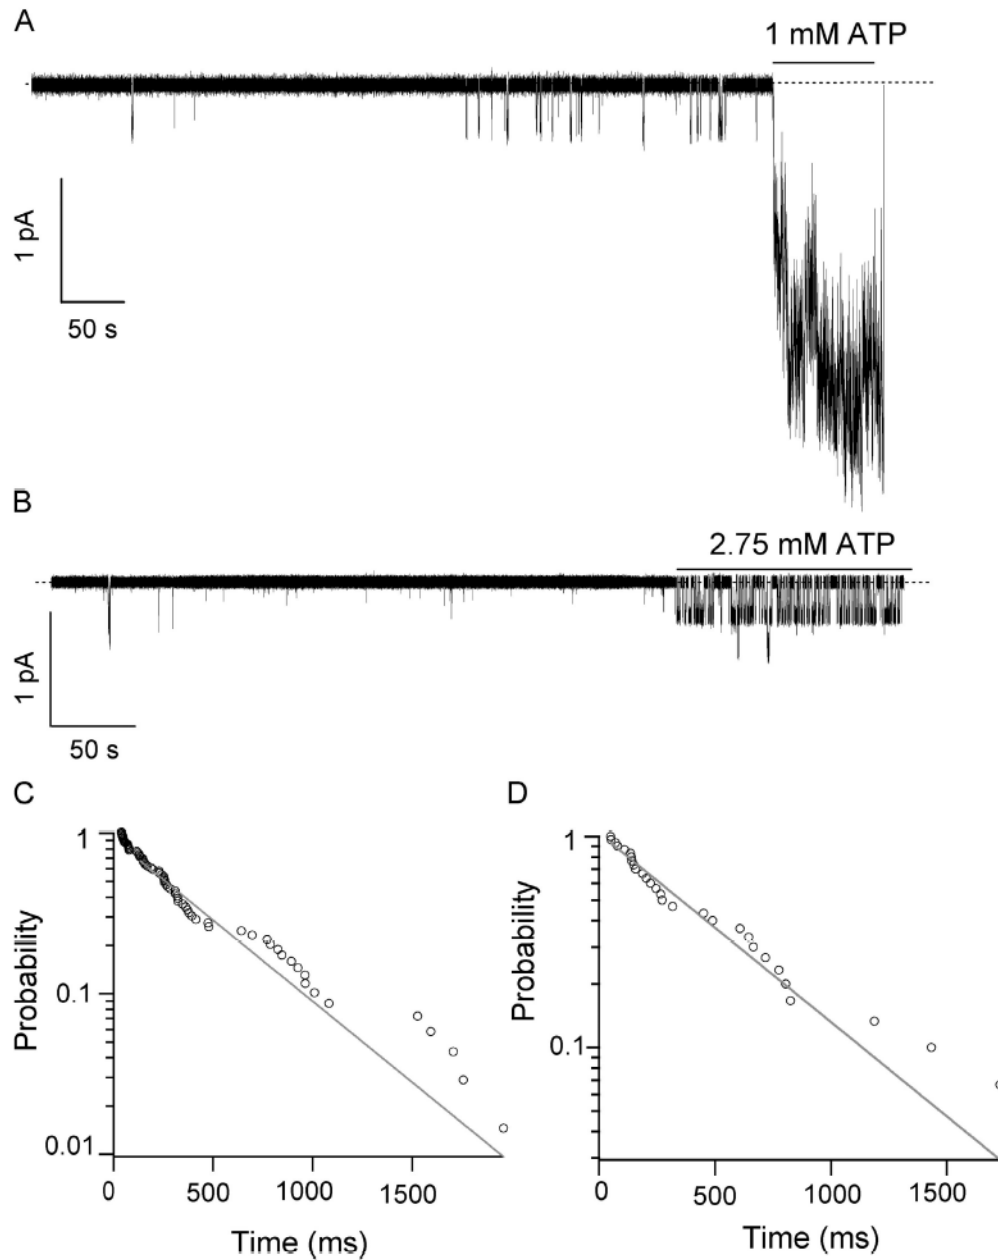 A
1 mM ATP
1 pA
50 s
B
2.75 mM ATP
1 pA
50 s
C
D
1
0.1
0.01
Probability
0
500
1000
1500
Time (ms)
1
0.1
Probability
0
500
1000
1500
Time (ms)